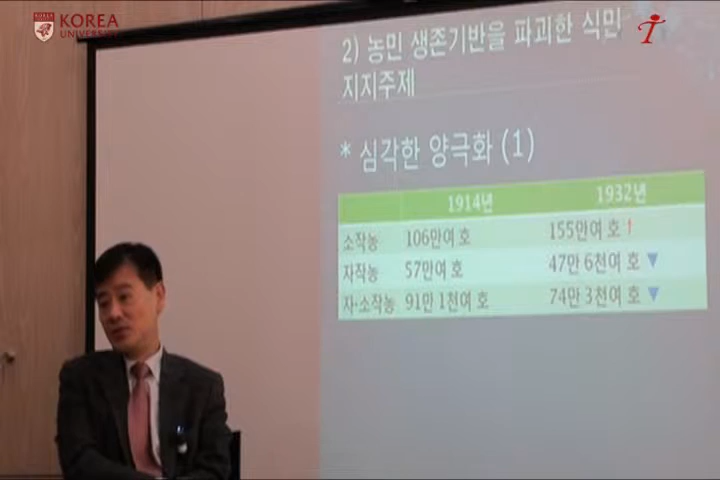 KOREA
UNIVERSITY
2) 농민 생존기반을 파괴한 식민
지지주제
* 심각한 양극화 (1)
1914년 1932년
소작농 106만여 호 155만여 호 ↑
자작농 57만여 호 47만 6천여 호 ▼
자·소작농 91만 1천여 호 74만 3천여 호 ▼